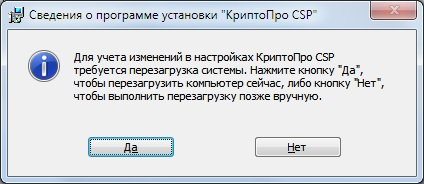 Сведения о программе установки "КриптоПро CSP"
Для учета изменений в настройках КриптоПро CSP
требуется перезагрузка системы. Нажмите кнопку "Да",
чтобы перезагрузить компьютер сейчас, либо кнопку "Нет",
чтобы выполнить перезагрузку позже вручную.
Да
Нет